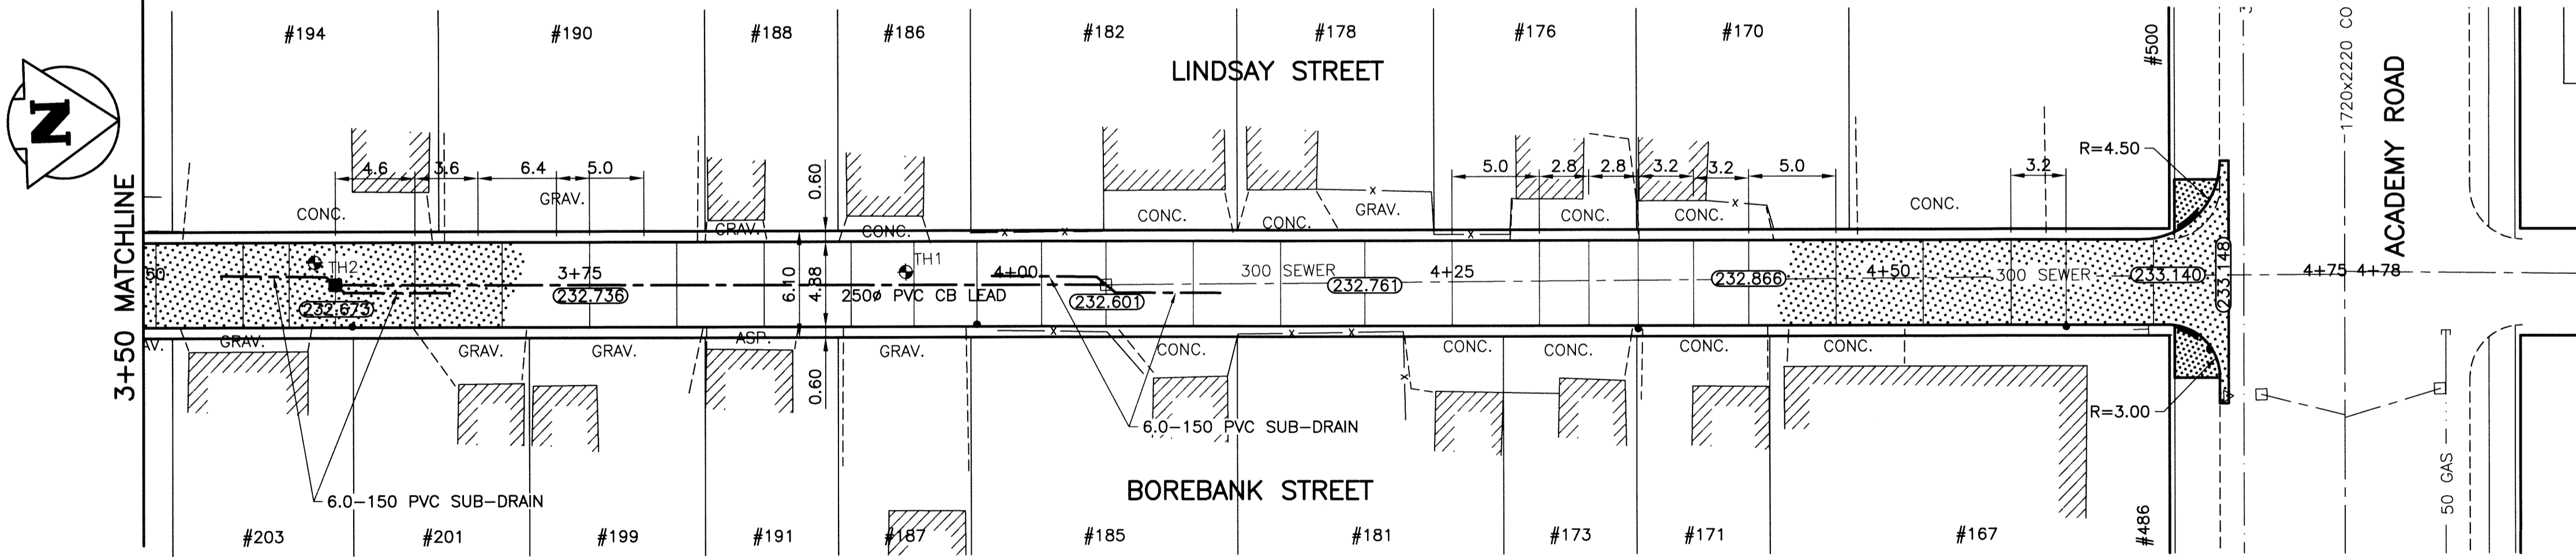 #194
#190
#188
#186
#182
#178
#176
#170
#500
LINDSAY STREET
N
3+50 MATCHLINE
4.6
3.6
6.4
5.0
0.60
5.0
2.8
2.8
3.2
3.2
5.0
3.2
R=4.50
1720x2220 CO
ACADEMY ROAD
CONC.
GRAV.
GRAV.
CONC.
CONC.
CONC.
GRAV.
CONC.
CONC.
CONC.
x
x
x
x
x
TH2
TH1
3+75
4+00
300 SEWER
4+25
4+50
300 SEWER
4+75
4+78
232.673
232.736
6.10
4.88
250ø PVC CB LEAD
232.601
232.761
232.866
233.140
233.148
GRAV.
GRAV.
GRAV.
ASP.
GRAV.
CONC.
CONC.
CONC.
CONC.
CONC.
x
x
x
x
0.60
6.0-150 PVC SUB-DRAIN
6.0-150 PVC SUB-DRAIN
R=3.00
50 GAS
BOREBANK STREET
#203
#201
#199
#191
#187
#185
#181
#173
#171
#167
#486